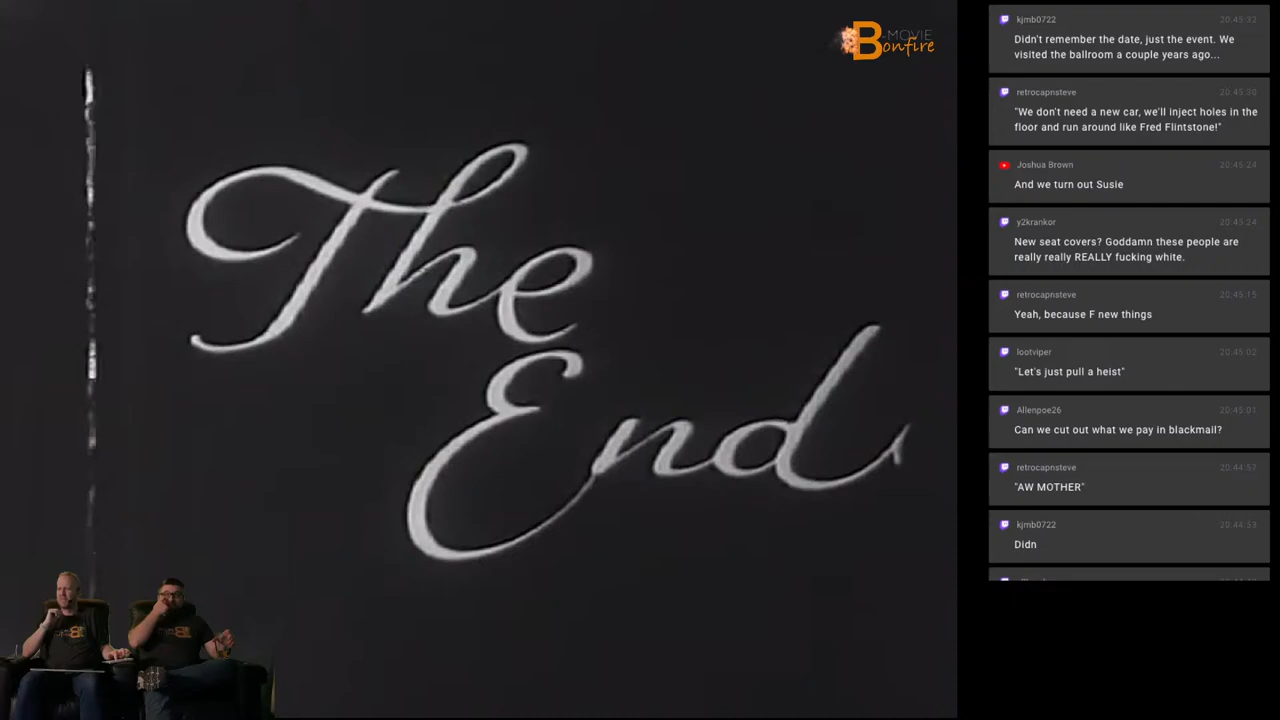 B-MOVIE
Bonfire
The
End
kjmb0722 20:45:32
Didn't remember the date, just the event. We
visited the ballroom a couple years ago...
retrocapnsteve 20:45:30
"We don't need a new car, we'll inject holes in the
floor and run around like Fred Flintstone!"
Joshua Brown 20:45:24
And we turn out Susie
y2krankor 20:45:24
New seat covers? Goddamn these people are
really really REALLY fucking white.
retrocapnsteve 20:45:15
Yeah, because F new things
lootviper 20:45:02
"Let's just pull a heist"
Allenpoe26 20:45:01
Can we cut out what we pay in blackmail?
retrocapnsteve 20:44:57
"AW MOTHER"
kjmb0722 20:44:53
Didn